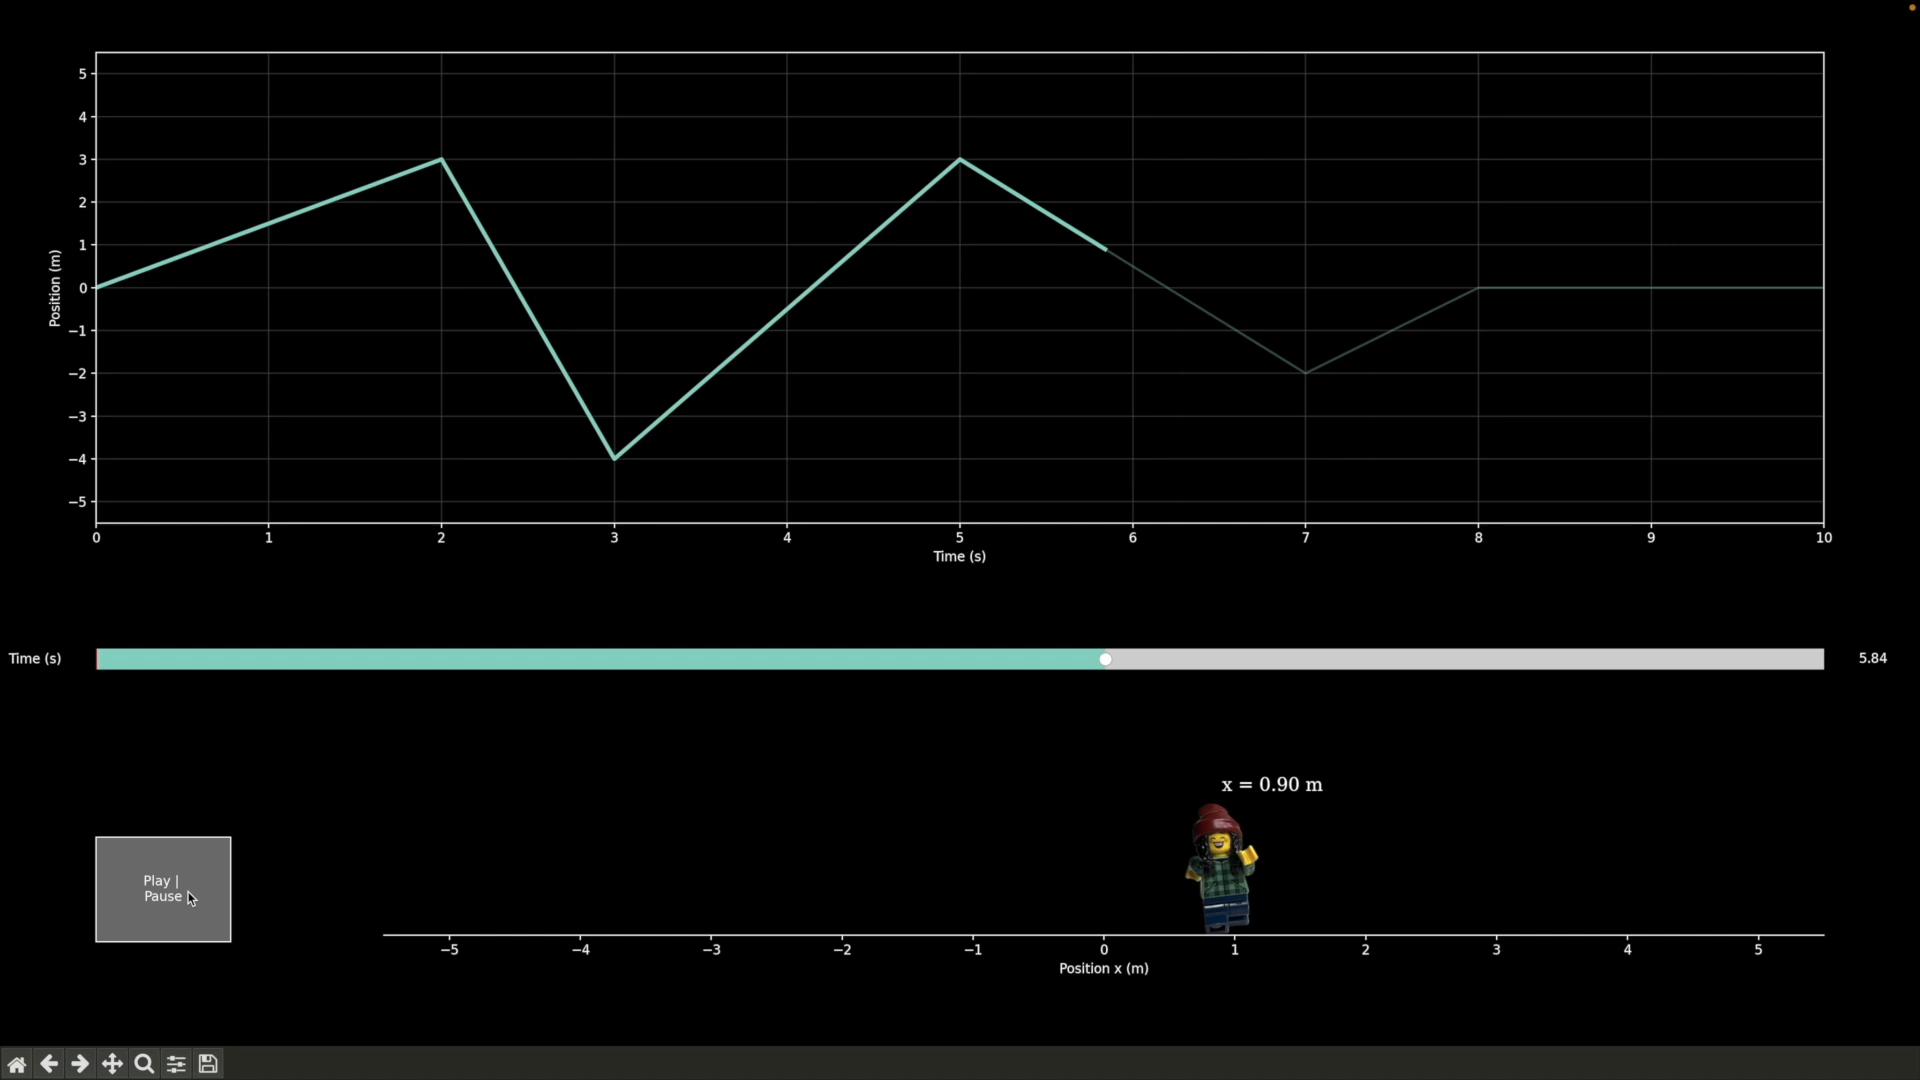 5
4
3
2
1
0
−1
−2
−3
−4
−5
Position (m)
0 1 2 3 4 5 6 7 8 9 10
Time (s)
Time (s) 5.84
x = 0.90 m
Play |
Pause
−5 −4 −3 −2 −1 0 1 2 3 4 5
Position x (m)